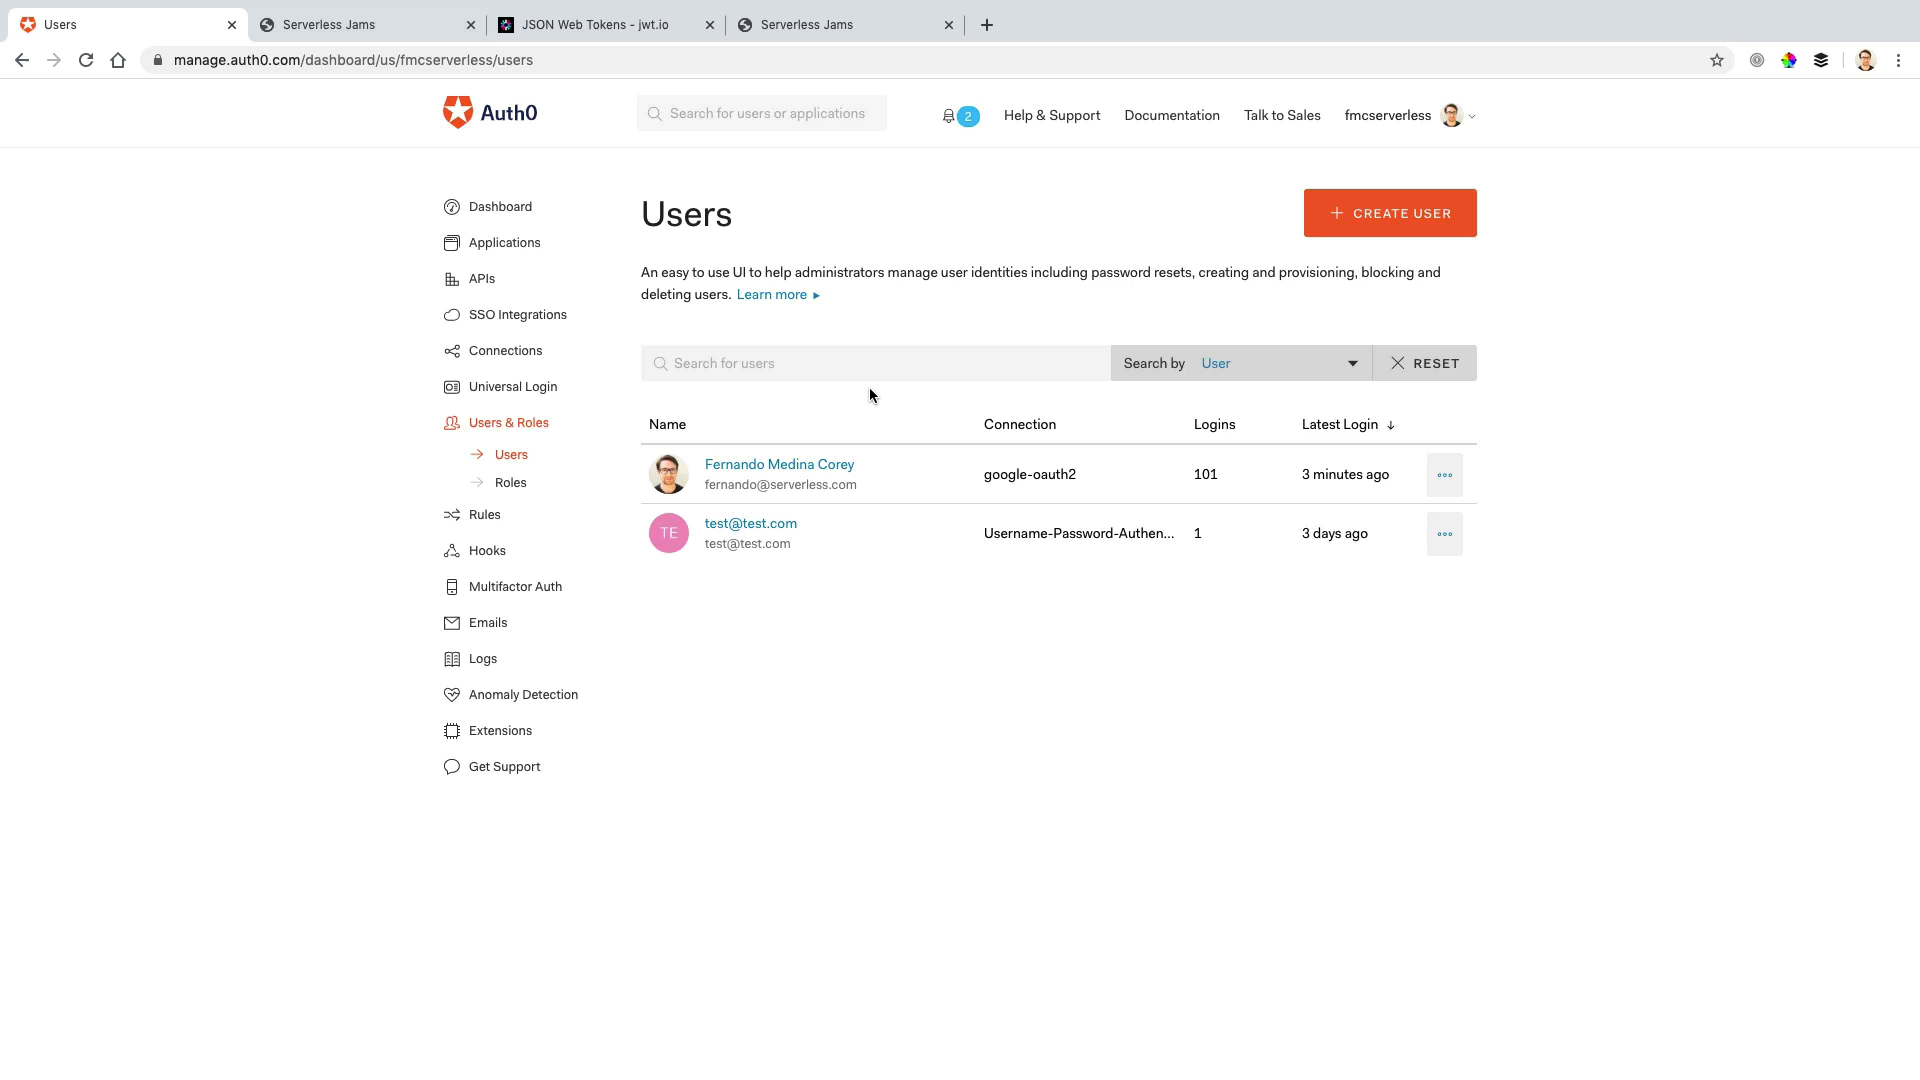 Users
Serverless Jams
JSON Web Tokens - jwt.io
Serverless Jams
manage.auth0.com/dashboard/us/fmcserverless/users
Auth0
Search for users or applications
2
Help & Support
Documentation
Talk to Sales
fmcserverless
Dashboard
Applications
APIs
SSO Integrations
Connections
Universal Login
Users & Roles
Users
Roles
Rules
Hooks
Multifactor Auth
Emails
Logs
Anomaly Detection
Extensions
Get Support
Users
CREATE USER
An easy to use UI to help administrators manage user identities including password resets, creating and provisioning, blocking and
deleting users. Learn more
Search for users
Search by User
RESET
Name Connection Logins Latest Login
Fernando Medina Corey
fernando@serverless.com
google-oauth2 101 3 minutes ago
TE
test@test.com
test@test.com
Username-Password-Authen... 1 3 days ago